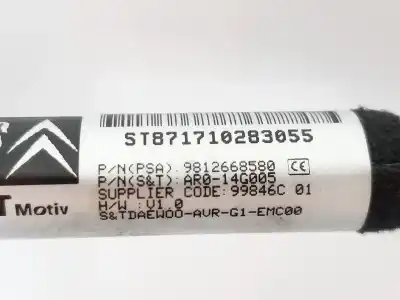 ST871710283055
P/N(PSA). 9812668580 CE
P/N(S&T): AR0-14G005
SUPPLIER CODE: 99846C 01
H/W : V1.0
S&TDAEWOO-AVR-G1-EMC00
R
T Motiv